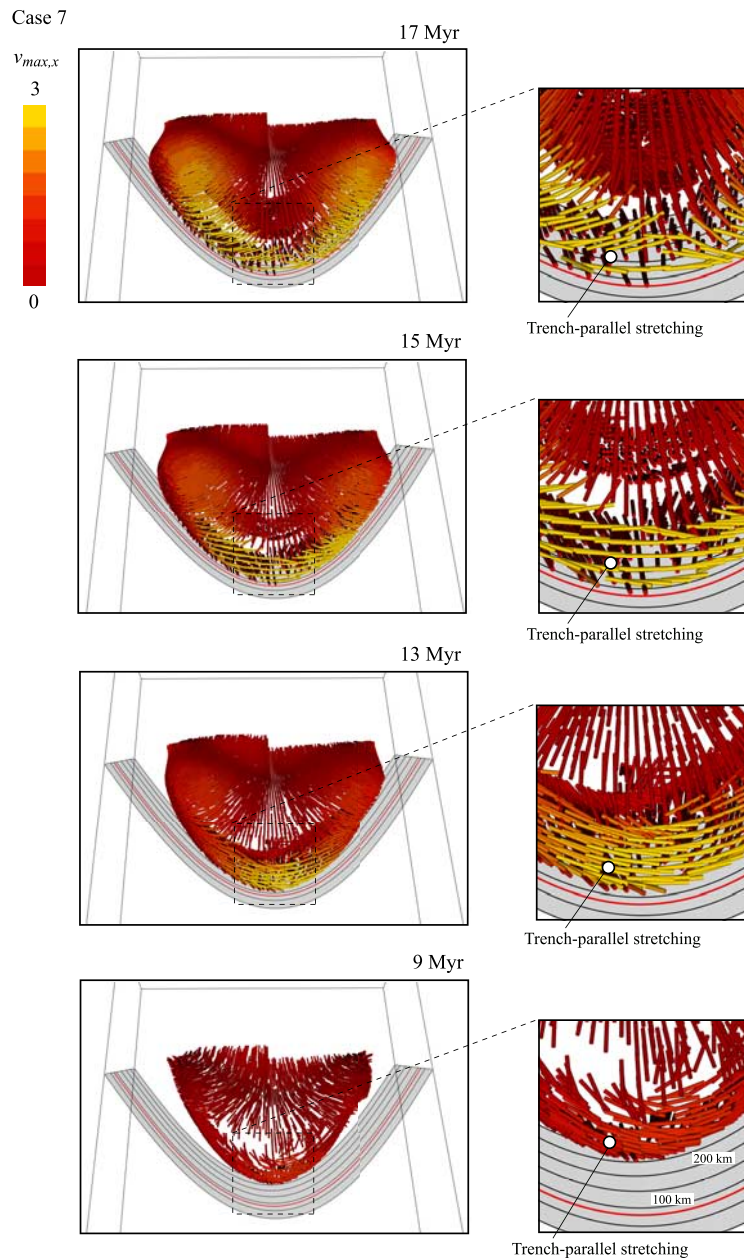 Case 7
17 Myr
vmax,x
3
0
Trench-parallel stretching
15 Myr
Trench-parallel stretching
13 Myr
Trench-parallel stretching
9 Myr
200 km
100 km
Trench-parallel stretching